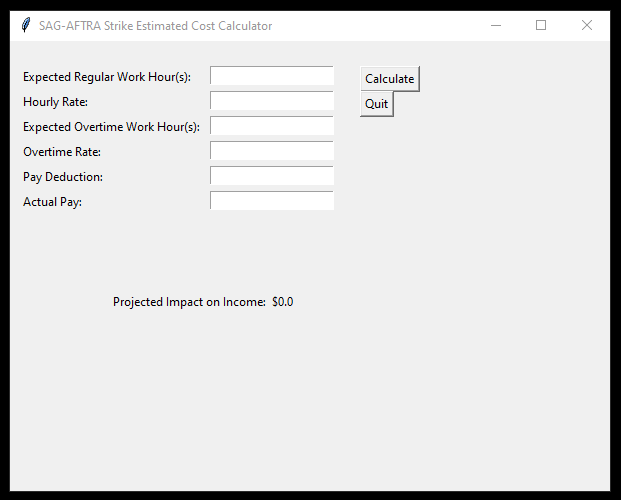 SAG-AFTRA Strike Estimated Cost Calculator
Expected Regular Work Hour(s):
Calculate
Hourly Rate:
Quit
Expected Overtime Work Hour(s):
Overtime Rate:
Pay Deduction:
Actual Pay:
Projected Impact on Income: $0.0